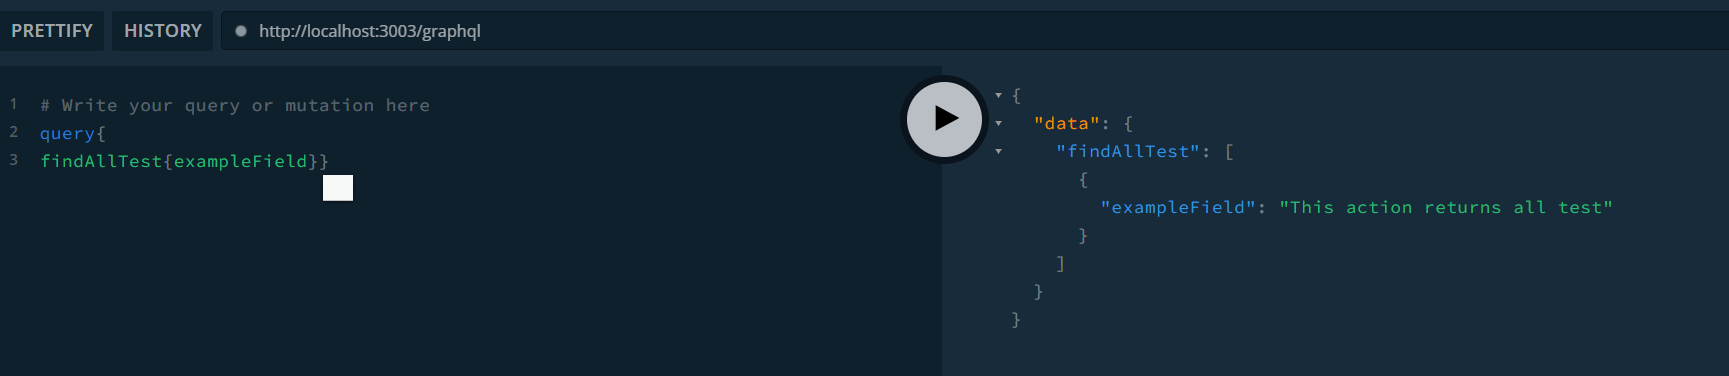 PRETTIFY HISTORY http://localhost:3003/graphql
1 # Write your query or mutation here
2 query{
3 findAllTest{exampleField}}
{
"data": {
"findAllTest": [
{
"exampleField": "This action returns all test"
}
]
}
}